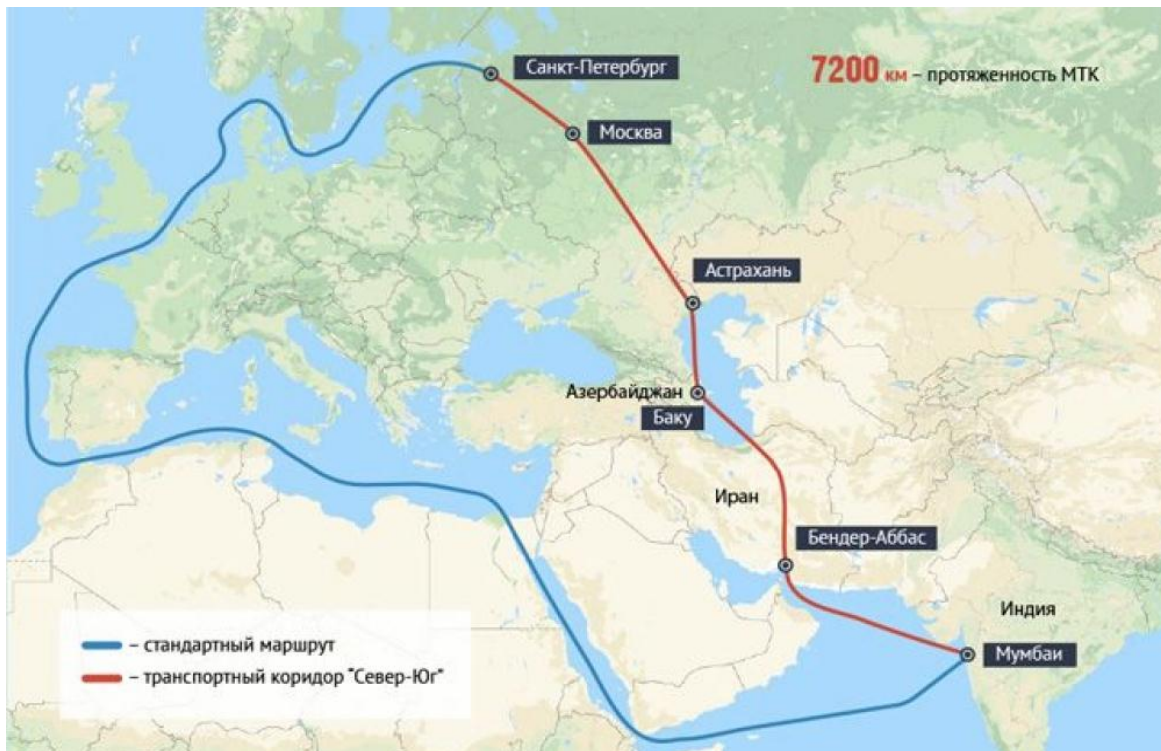 Санкт-Петербург
7200 км – протяженность МТК
Москва
Астрахань
Азербайджан
Баку
Иран
Бендер-Аббас
Индия
Мумбаи
– стандартный маршрут
– транспортный коридор "Север-Юг"